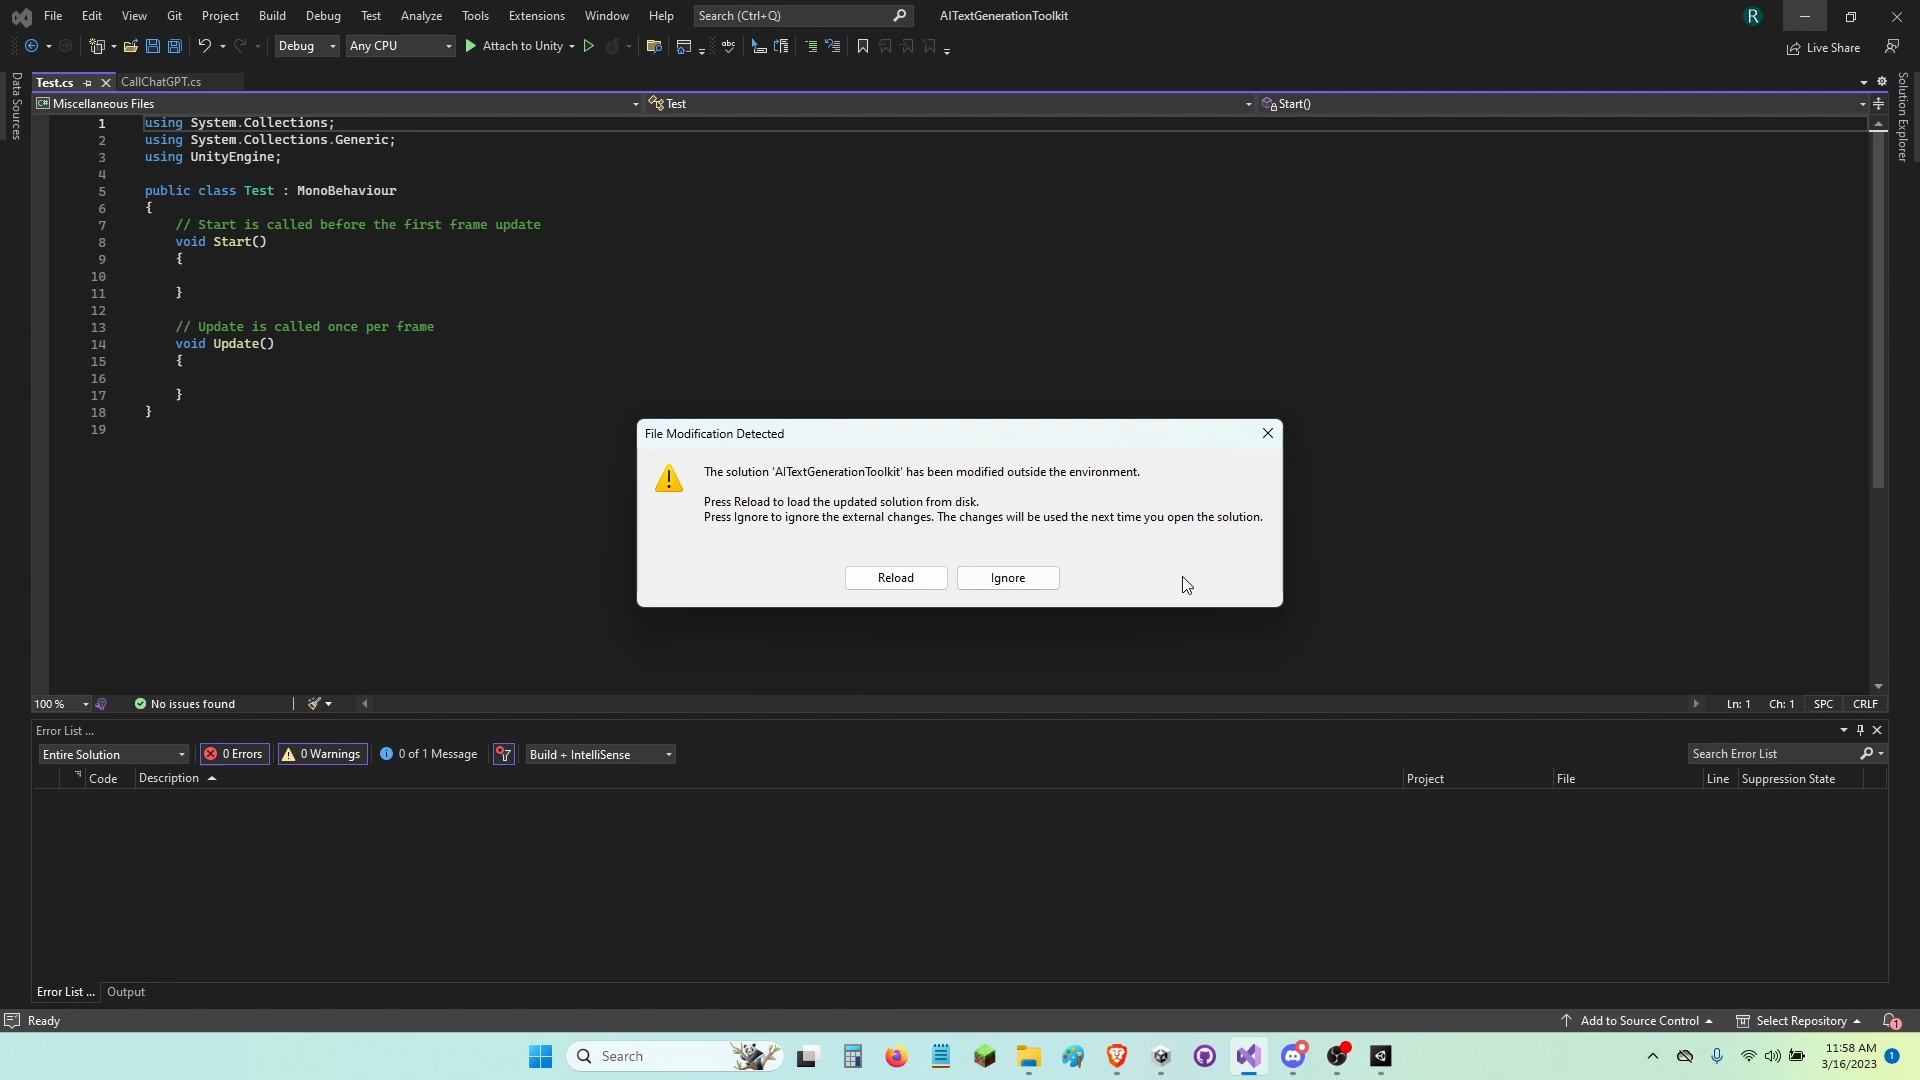 File Edit View Git Project Build Debug Test Analyze Tools Extensions Window Help Search (Ctrl+Q) AITextGenerationToolkit R
Debug Any CPU Attach to Unity Live Share
Data Sources
Test.cs CallChatGPT.cs
Solution Explorer
C# Miscellaneous Files Test Start()
1 using System.Collections;
2 using System.Collections.Generic;
3 using UnityEngine;
4
5 public class Test : MonoBehaviour
6 {
7 // Start is called before the first frame update
8 void Start()
9 {
10
11 }
12
13 // Update is called once per frame
14 void Update()
15 {
16
17 }
18 }
19
File Modification Detected
The solution 'AITextGenerationToolkit' has been modified outside the environment.
Press Reload to load the updated solution from disk.
Press Ignore to ignore the external changes. The changes will be used the next time you open the solution.
Reload Ignore
100 % No issues found Ln: 1 Ch: 1 SPC CRLF
Error List ...
Entire Solution 0 Errors 0 Warnings 0 of 1 Message Build + IntelliSense Search Error List
Code Description Project File Line Suppression State
Error List ... Output
Ready Add to Source Control Select Repository 1
Search 11:58 AM
3/16/2023 1